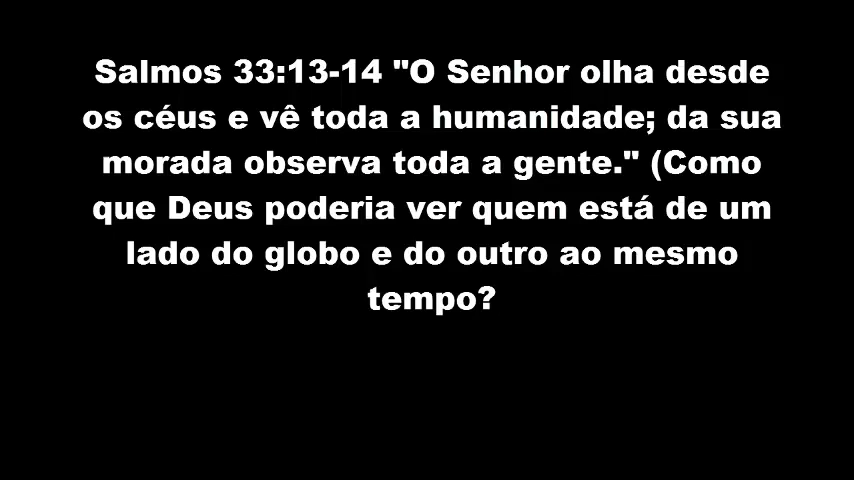 Salmos 33:13-14 "O Senhor olha desde
os céus e vê toda a humanidade; da sua
morada observa toda a gente." (Como
que Deus poderia ver quem está de um
lado do globo e do outro ao mesmo
tempo?